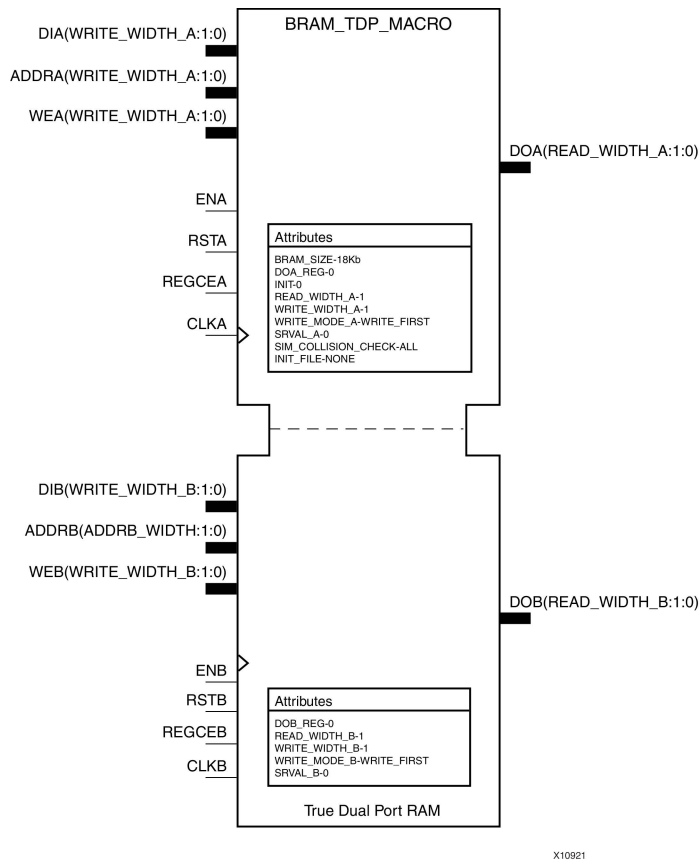 BRAM_TDP_MACRO
DIA(WRITE_WIDTH_A:1:0)
ADDRA(WRITE_WIDTH_A:1:0)
WEA(WRITE_WIDTH_A:1:0)
DOA(READ_WIDTH_A:1:0)
ENA
RSTA
REGCEA
CLKA
Attributes
BRAM_SIZE-18Kb
DOA_REG-0
INIT-0
READ_WIDTH_A-1
WRITE_WIDTH_A-1
WRITE_MODE_A-WRITE_FIRST
SRVAL_A-0
SIM_COLLISION_CHECK-ALL
INIT_FILE-NONE
DIB(WRITE_WIDTH_B:1:0)
ADDRB(ADDRB_WIDTH:1:0)
WEB(WRITE_WIDTH_B:1:0)
DOB(READ_WIDTH_B:1:0)
ENB
RSTB
REGCEB
CLKB
Attributes
DOB_REG-0
READ_WIDTH_B-1
WRITE_WIDTH_B-1
WRITE_MODE_B-WRITE_FIRST
SRVAL_B-0
True Dual Port RAM
X10921